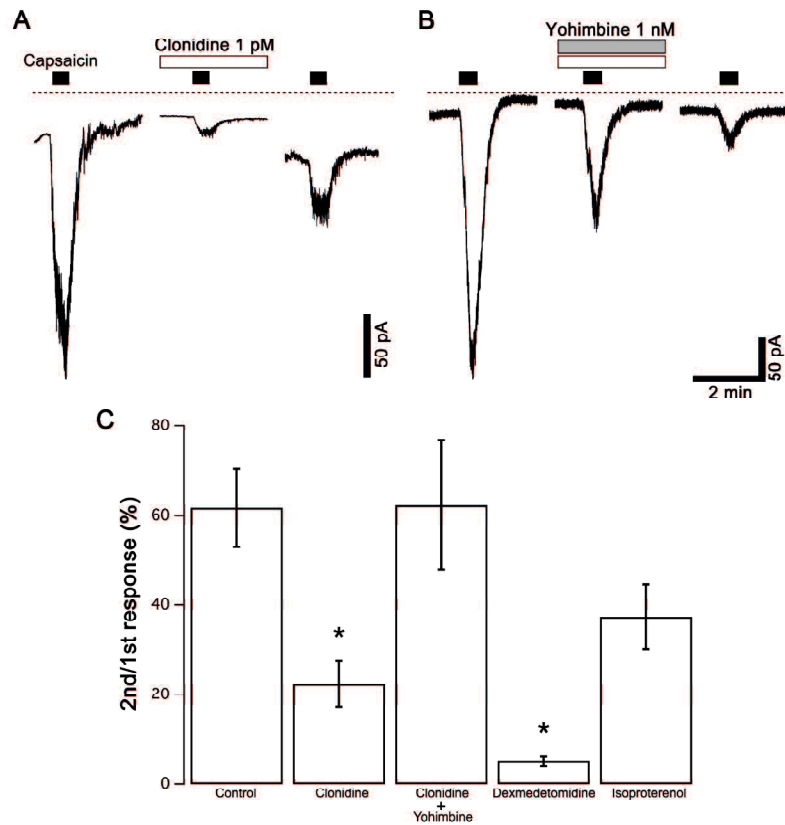 A
Clonidine 1 pM
Capsaicin
50 pA
B
Yohimbine 1 nM
50 pA
2 min
C
2nd/1st response (%)
80
60
40
20
0
*
*
Control
Clonidine
Clonidine
+
Yohimbine
Dexmedetomidine
Isoproterenol